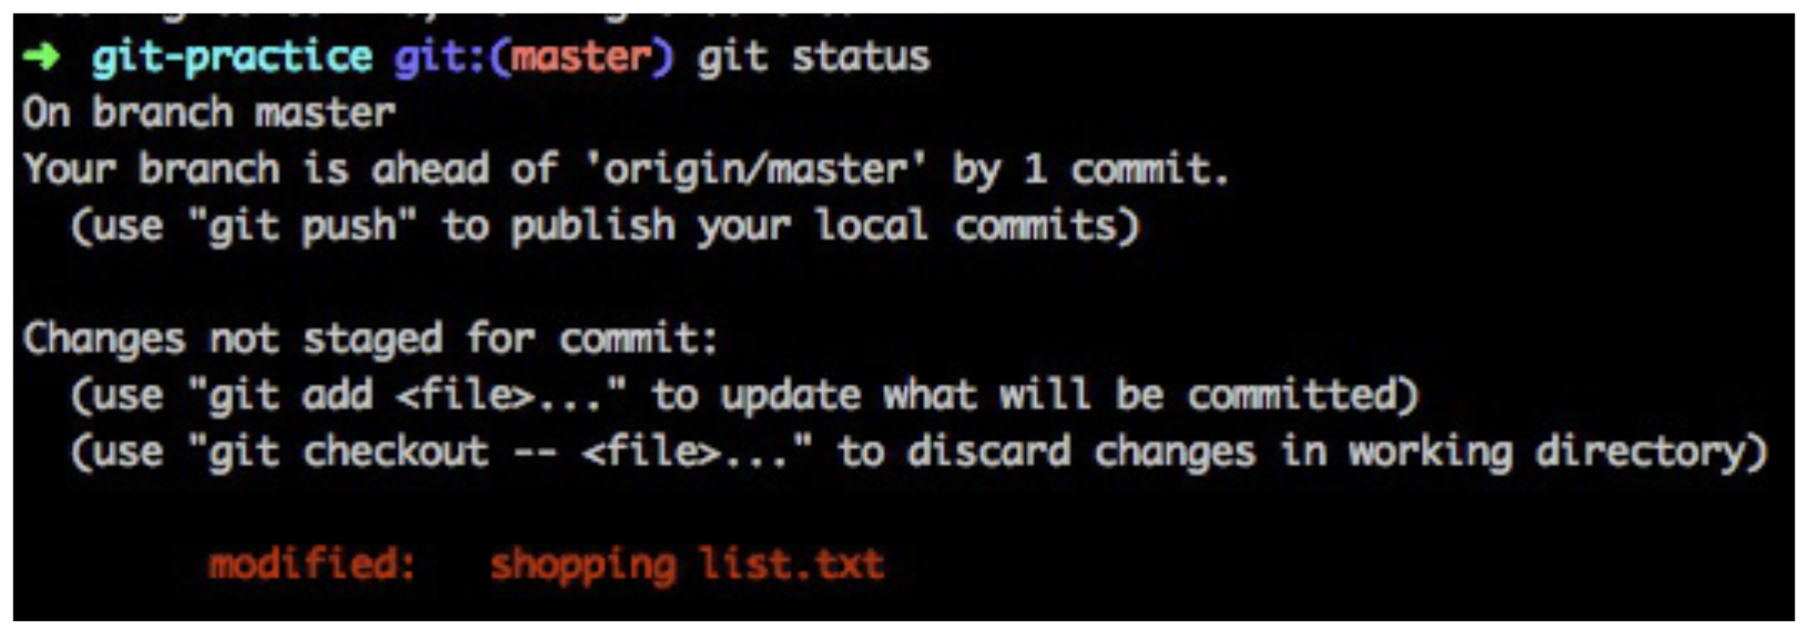 ➜ git-practice git:(master) git status
On branch master
Your branch is ahead of 'origin/master' by 1 commit.
  (use "git push" to publish your local commits)

Changes not staged for commit:
  (use "git add <file>..." to update what will be committed)
  (use "git checkout -- <file>..." to discard changes in working directory)

        modified:   shopping list.txt